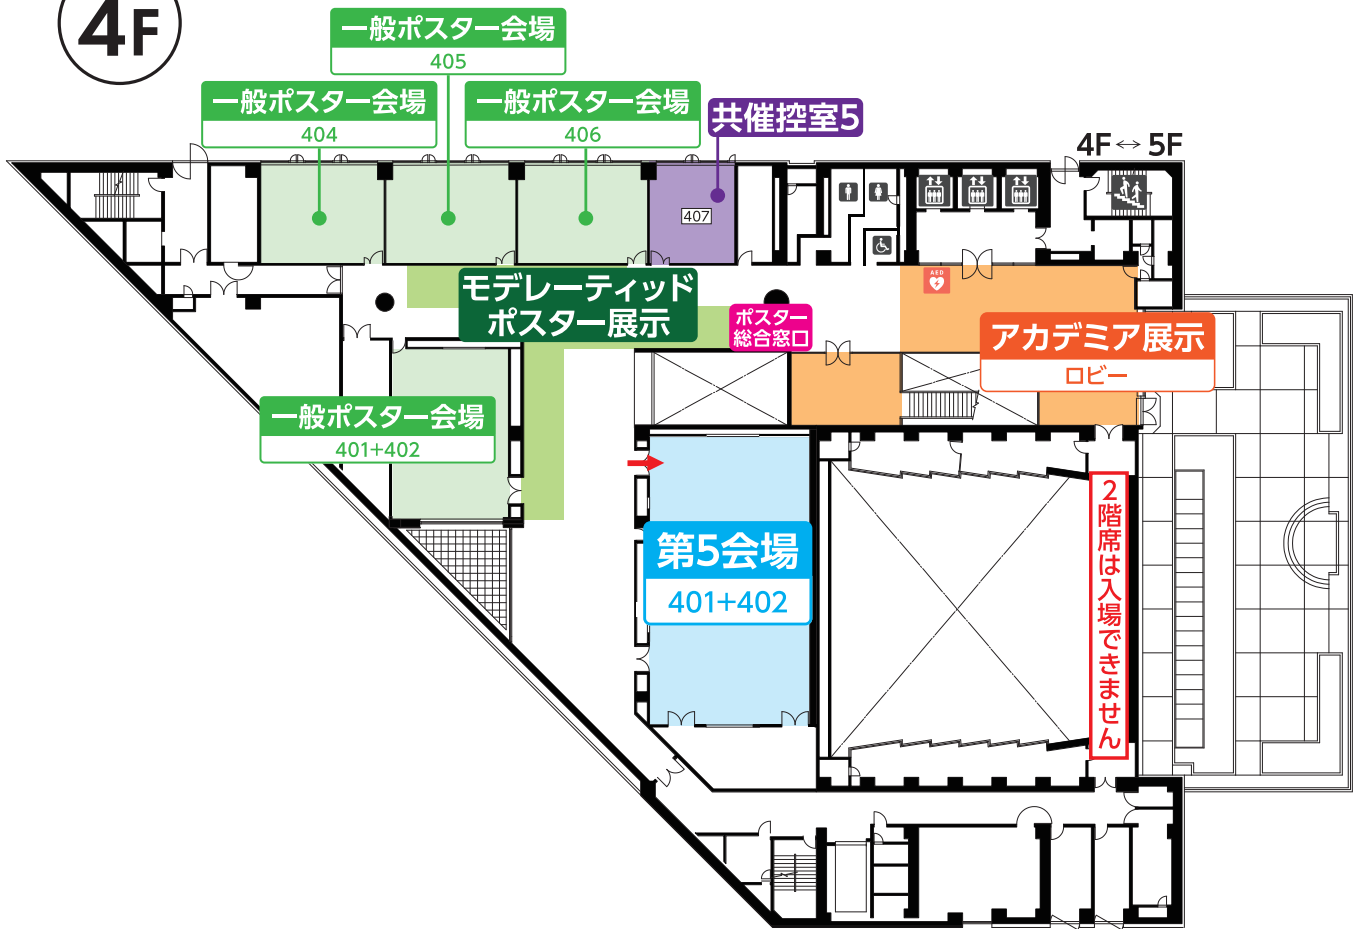 4F
一般ポスター会場
405
一般ポスター会場
404
一般ポスター会場
406
共催控室5
4F ↔ 5F
407
AED
モデレーティッド
ポスター展示
ポスター
総合窓口
アカデミア展示
ロビー
一般ポスター会場
401+402
第5会場
401+402
2階席は入場できません